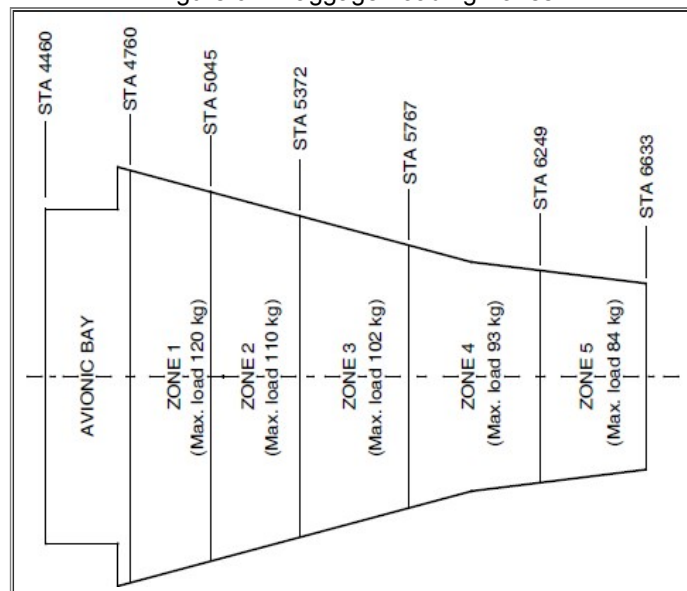 STA 4460
STA 4760
STA 5045
STA 5372
STA 5767
STA 6249
STA 6633
AVIONIC BAY
ZONE 1
(Max. load 120 kg)
ZONE 2
(Max. load 110 kg)
ZONE 3
(Max. load 102 kg)
ZONE 4
(Max. load 93 kg)
ZONE 5
(Max. load 84 kg)